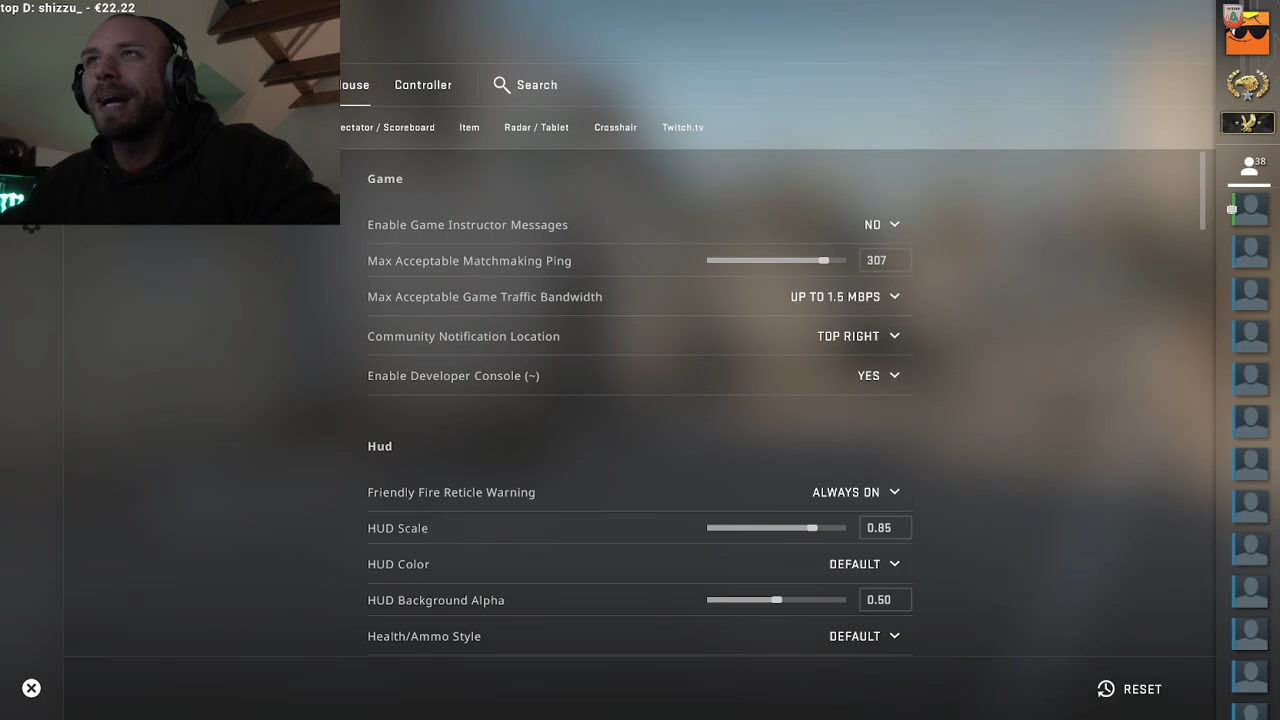 top D: shizzu_ - €22.22
ouse Controller Search
ectator / Scoreboard Item Radar / Tablet Crosshair Twitch.tv
38
Game
Enable Game Instructor Messages NO
Max Acceptable Matchmaking Ping 307
Max Acceptable Game Traffic Bandwidth UP TO 1.5 MBPS
Community Notification Location TOP RIGHT
Enable Developer Console (~) YES
Hud
Friendly Fire Reticle Warning ALWAYS ON
HUD Scale 0.85
HUD Color DEFAULT
HUD Background Alpha 0.50
Health/Ammo Style DEFAULT
RESET